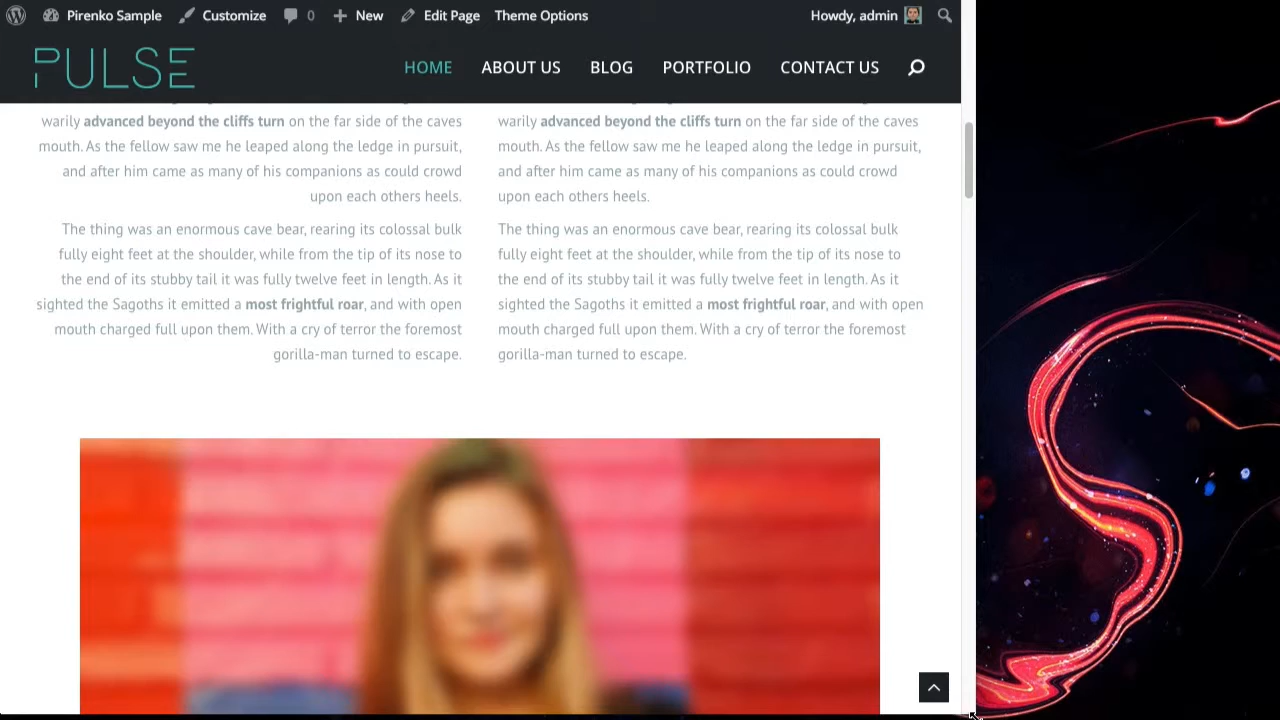 Pirenko Sample Customize 0 New Edit Page Theme Options Howdy, admin
PULSE
HOME ABOUT US BLOG PORTFOLIO CONTACT US
warily advanced beyond the cliffs turn on the far side of the caves
mouth. As the fellow saw me he leaped along the ledge in pursuit,
and after him came as many of his companions as could crowd
upon each others heels.
The thing was an enormous cave bear, rearing its colossal bulk
fully eight feet at the shoulder, while from the tip of its nose to
the end of its stubby tail it was fully twelve feet in length. As it
sighted the Sagoths it emitted a most frightful roar, and with open
mouth charged full upon them. With a cry of terror the foremost
gorilla-man turned to escape.
warily advanced beyond the cliffs turn on the far side of the caves
mouth. As the fellow saw me he leaped along the ledge in pursuit,
and after him came as many of his companions as could crowd
upon each others heels.
The thing was an enormous cave bear, rearing its colossal bulk
fully eight feet at the shoulder, while from the tip of its nose to
the end of its stubby tail it was fully twelve feet in length. As it
sighted the Sagoths it emitted a most frightful roar, and with open
mouth charged full upon them. With a cry of terror the foremost
gorilla-man turned to escape.